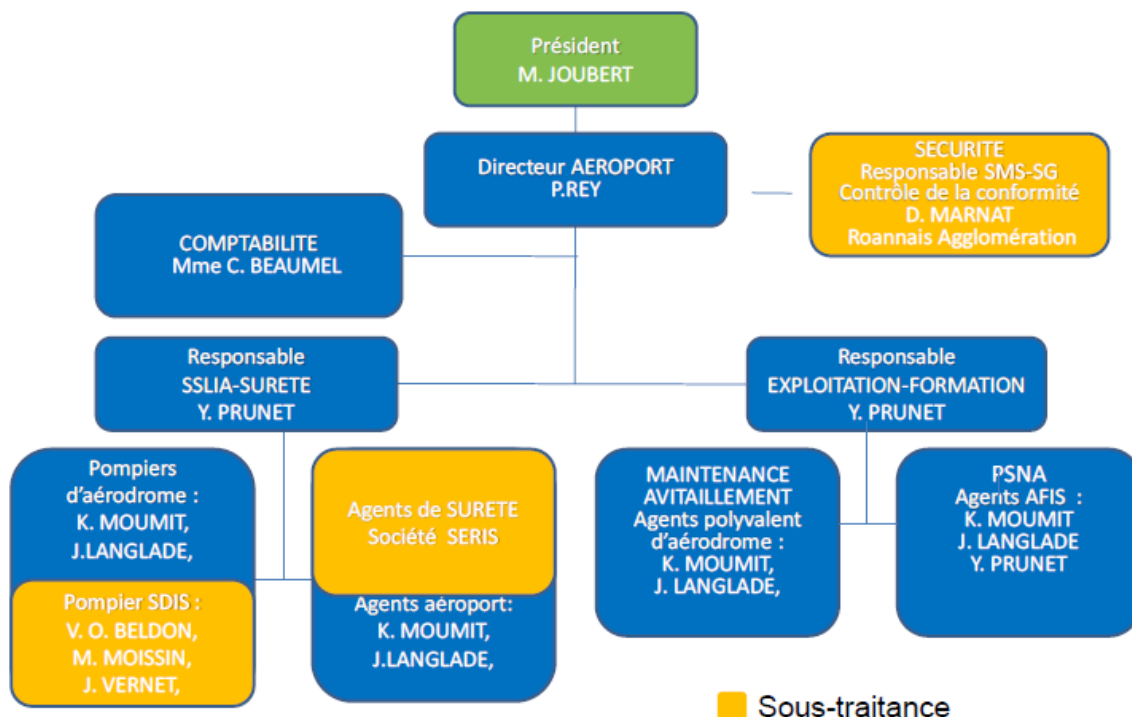 Président
M. JOUBERT
Directeur AEROPORT
P.REY
SECURITE
Responsable SMS-SG
Contrôle de la conformité
D. MARNAT
Roannais Agglomération
COMPTABILITE
Mme C. BEAUMEL
Responsable
SSLIA-SURETE
Y. PRUNET
Responsable
EXPLOITATION-FORMATION
Y. PRUNET
Pompiers
d'aérodrome :
K. MOUMIT,
J.LANGLADE,
Pompier SDIS :
V. O. BELDON,
M. MOISSIN,
J. VERNET,
Agents de SURETE
Société SERIS
Agents aéroport:
K. MOUMIT,
J.LANGLADE,
MAINTENANCE
AVITAILLEMENT
Agents polyvalent
d'aérodrome :
K. MOUMIT,
J. LANGLADE,
PSNA
Agents AFIS :
K. MOUMIT
J. LANGLADE
Y. PRUNET
Sous-traitance